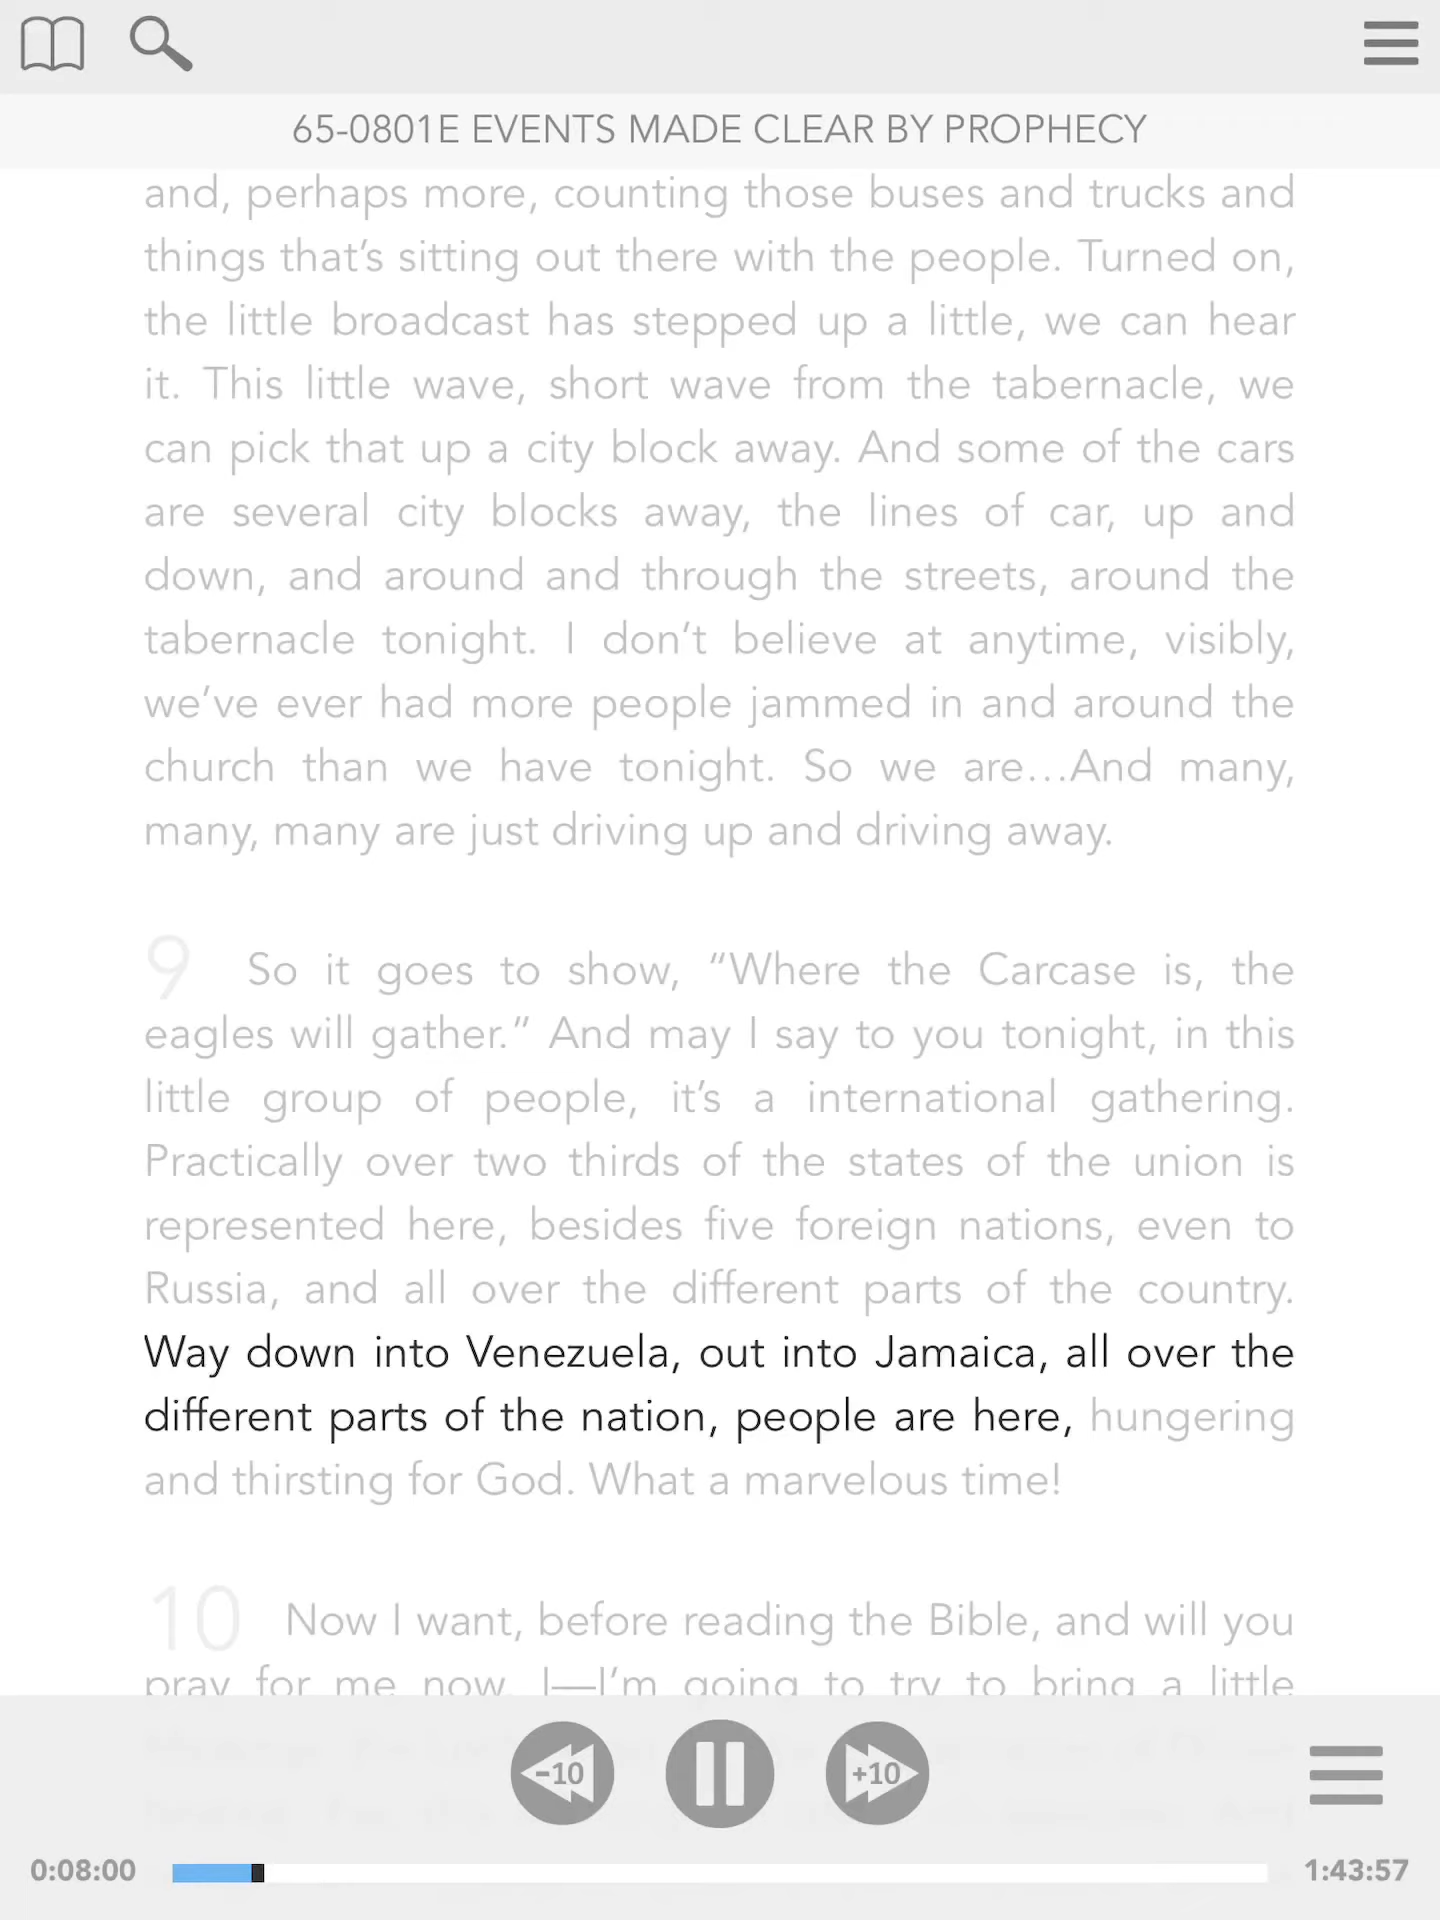 65-0801E EVENTS MADE CLEAR BY PROPHECY
and, perhaps more, counting those buses and trucks and
things that’s sitting out there with the people. Turned on,
the little broadcast has stepped up a little, we can hear
it. This little wave, short wave from the tabernacle, we
can pick that up a city block away. And some of the cars
are several city blocks away, the lines of car, up and
down, and around and through the streets, around the
tabernacle tonight. I don’t believe at anytime, visibly,
we’ve ever had more people jammed in and around the
church than we have tonight. So we are…And many,
many, many are just driving up and driving away.
9 So it goes to show, “Where the Carcase is, the
eagles will gather.” And may I say to you tonight, in this
little group of people, it’s a international gathering.
Practically over two thirds of the states of the union is
represented here, besides five foreign nations, even to
Russia, and all over the different parts of the country.
Way down into Venezuela, out into Jamaica, all over the
different parts of the nation, people are here, hungering
and thirsting for God. What a marvelous time!
10 Now I want, before reading the Bible, and will you
pray for me now. I—I’m going to try to bring a little
-10 +10
0:08:00 1:43:57